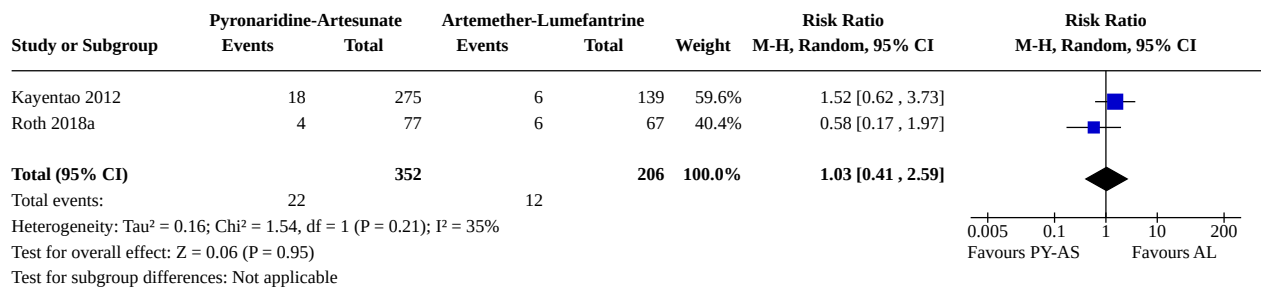 Pyronaridine-Artesunate Artemether-Lumefantrine Risk Ratio Risk Ratio
Study or Subgroup Events Total Events Total Weight M-H, Random, 95% CI M-H, Random, 95% CI
Kayentao 2012 18 275 6 139 59.6% 1.52 [0.62 , 3.73]
Roth 2018a 4 77 6 67 40.4% 0.58 [0.17 , 1.97]
Total (95% CI) 352 206 100.0% 1.03 [0.41 , 2.59]
Total events: 22 12
Heterogeneity: Tau² = 0.16; Chi² = 1.54, df = 1 (P = 0.21); I² = 35%
0.005 0.1 1 10 200
Test for overall effect: Z = 0.06 (P = 0.95) Favours PY-AS Favours AL
Test for subgroup differences: Not applicable